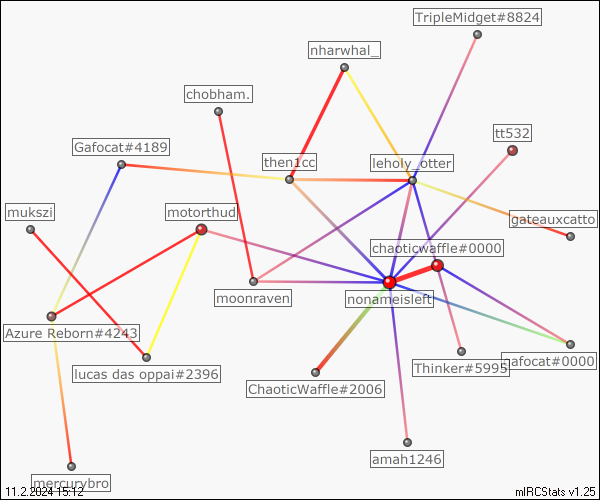 TripleMidget#8824
nharwhal_
chobham.
tt532
Gafocat#4189
then1cc
leholy_otter
mukszi
motorthud
gateauxcatto
chaoticwaffle#0000
moonraven
nonameisleft
Azure Reborn#4243
nafocat#0000
Thinker#5995
lucas das oppai#2396
ChaoticWaffle#2006
amah1246
mercurybro
11.2.2024 15:12
mIRCStats v1.25